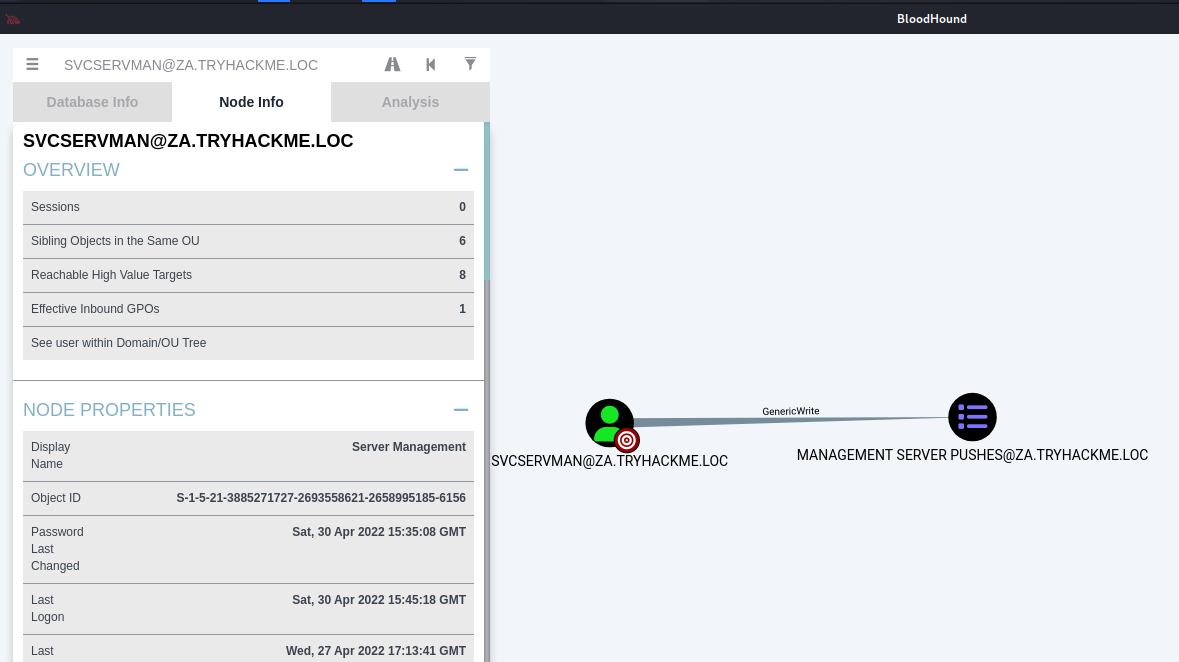 BloodHound
SVCSERVMAN@ZA.TRYHACKME.LOC
Database Info
Node Info
Analysis
SVCSERVMAN@ZA.TRYHACKME.LOC
OVERVIEW
Sessions 0
Sibling Objects in the Same OU 6
Reachable High Value Targets 8
Effective Inbound GPOs 1
See user within Domain/OU Tree
NODE PROPERTIES
Display Server Management
Name
Object ID S-1-5-21-3885271727-2693558621-2658995185-6156
Password Sat, 30 Apr 2022 15:35:08 GMT
Last
Changed
Last Sat, 30 Apr 2022 15:45:18 GMT
Logon
Last Wed, 27 Apr 2022 17:13:41 GMT
GenericWrite
SVCSERVMAN@ZA.TRYHACKME.LOC
MANAGEMENT SERVER PUSHES@ZA.TRYHACKME.LOC